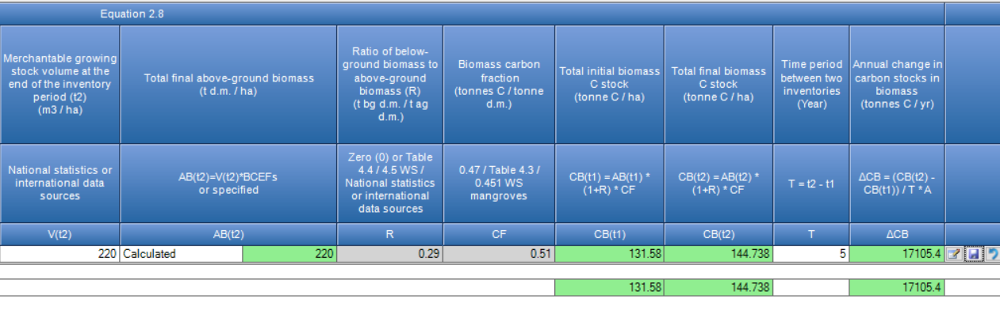 Equation 2.8
Merchantable growing
stock volume at the
end of the inventory
period (t2)
(m3 / ha)
Total final above-ground biomass
(t d.m. / ha)
Ratio of below-
ground biomass to
above-ground
biomass (R)
(t bg d.m. / t ag
d.m.)
Biomass carbon
fraction
(tonnes C / tonne
d.m.)
Total initial biomass
C stock
(tonne C / ha)
Total final biomass
C stock
(tonne C / ha)
Time period
between two
inventories
(Year)
Annual change in
carbon stocks in
biomass
(tonnes C / yr)
National statistics or
international data
sources
AB(t2)=V(t2)*BCEFs
or specified
Zero (0) or Table
4.4 / 4.5 WS /
National statistics
or international
data sources
0.47 / Table 4.3 /
0.451 WS
mangroves
CB(t1) = AB(t1) *
(1+R) * CF
CB(t2) = AB(t2) *
(1+R) * CF
T = t2 - t1
ΔCB = (CB(t2) -
CB(t1)) / T * A
V(t2)
AB(t2)
R
CF
CB(t1)
CB(t2)
T
ΔCB
220 Calculated 220 0.29 0.51 131.58 144.738 5 17105.4
131.58 144.738 17105.4